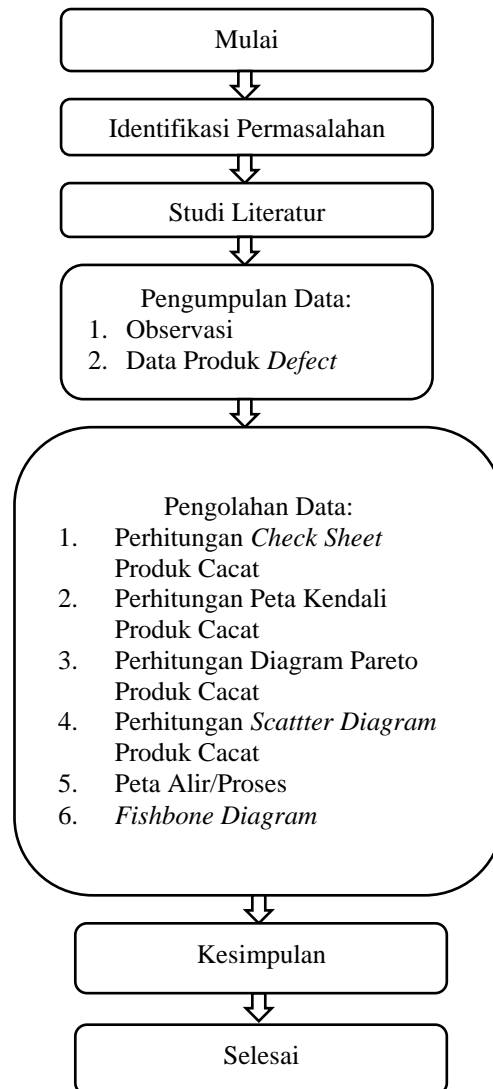 Mulai
Identifikasi Permasalahan
Studi Literatur
Pengumpulan Data:
1. Observasi
2. Data Produk Defect
Pengolahan Data:
1. Perhitungan Check Sheet
Produk Cacat
2. Perhitungan Peta Kendali
Produk Cacat
3. Perhitungan Diagram Pareto
Produk Cacat
4. Perhitungan Scattter Diagram
Produk Cacat
5. Peta Alir/Proses
6. Fishbone Diagram
Kesimpulan
Selesai